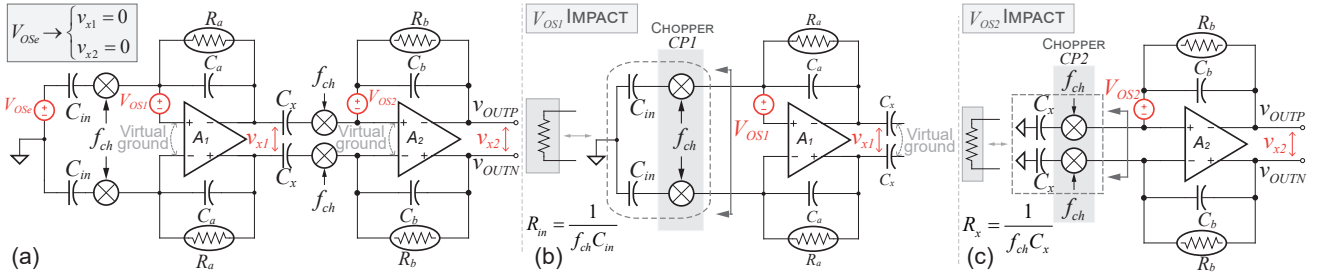 V_OSe → { v_x1 = 0
v_x2 = 0
R_a
C_a
V_OSe
C_in
f_ch
V_OS1
Virtual
ground
+
−
−
+
A_1
v_x1
C_x
C_x
f_ch
f_ch
C_in
C_a
R_a
R_b
C_b
V_OS2
Virtual
ground
+
−
−
+
A_2
v_OUTP
v_x2
v_OUTN
C_b
R_b
(a)
V_OS1 IMPACT
CHOPPER
CP1
C_in
f_ch
C_in
R_in = 1 / f_ch C_in
R_a
C_a
V_OS1
+
−
−
+
A_1
v_x1
C_x
Virtual
ground
C_x
C_a
R_a
(b)
V_OS2 IMPACT
CHOPPER
CP2
f_ch
C_x
C_x
f_ch
R_x = 1 / f_ch C_x
R_b
C_b
V_OS2
+
−
−
+
A_2
v_OUTP
v_x2
v_OUTN
C_b
R_b
(c)